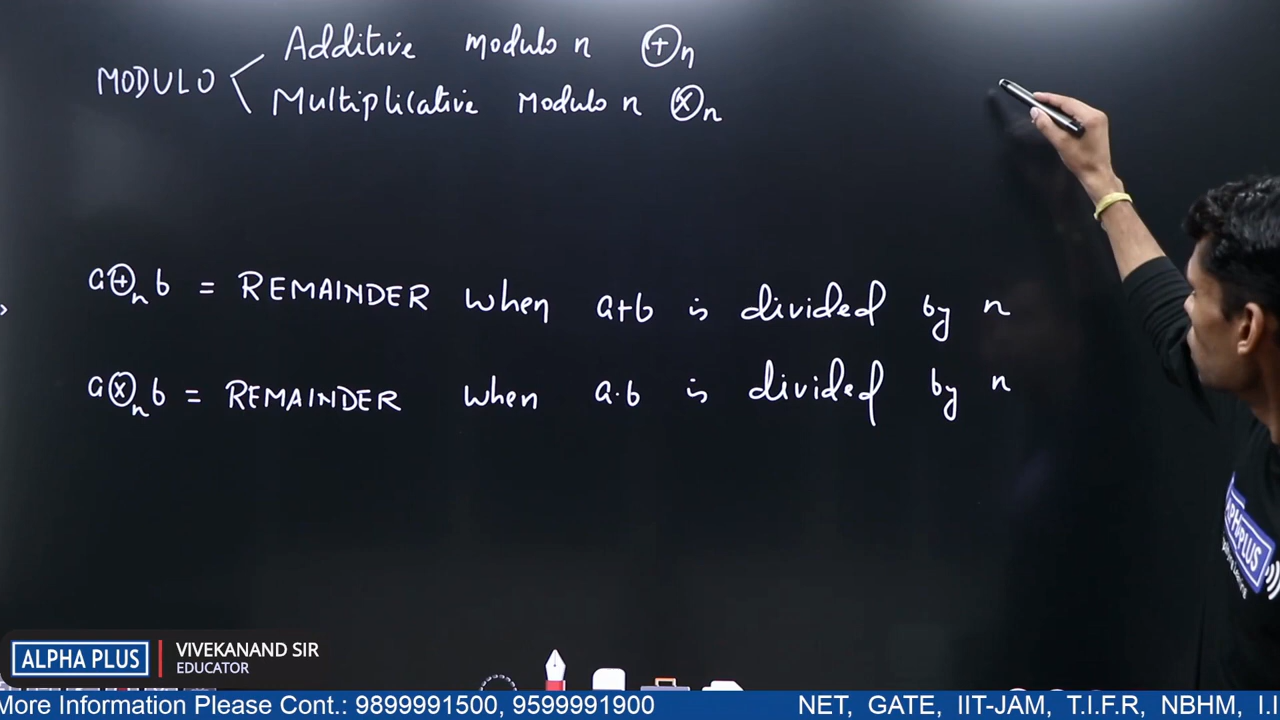 Additive modulo n ⊕n
MODULO
Multiplicative modulo n ⊗n
a⊕n b = REMAINDER when a+b is divided by n
a⊗n b = REMAINDER when a·b is divided by n
ALPHA PLUS
VIVEKANAND SIR
EDUCATOR
More Information Please Cont.: 9899991500, 9599991900 NET, GATE, IIT-JAM, T.I.F.R, NBHM, I.I